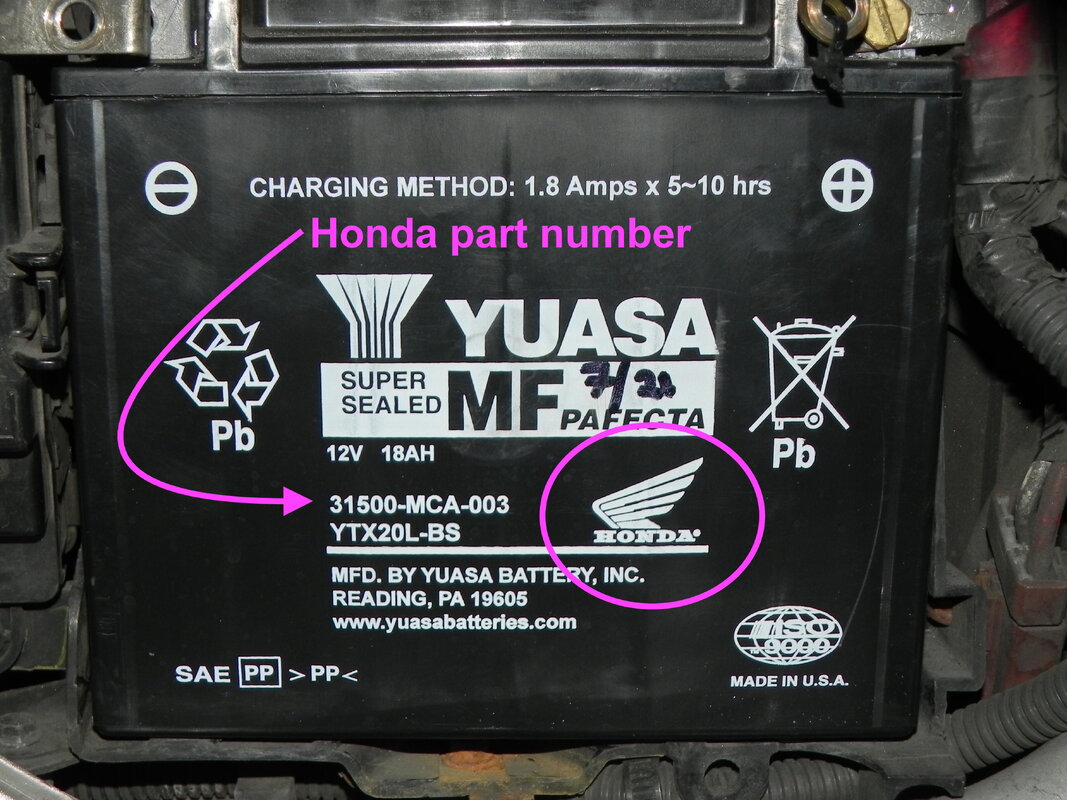 CHARGING METHOD: 1.8 Amps x 5~10 hrs
Honda part number
YUASA
SUPER
SEALED
MF
PAFECTA
Pb
Pb
12V 18AH
31500-MCA-003
YTX20L-BS
HONDA
MFD. BY YUASA BATTERY, INC.
READING, PA 19605
www.yuasabatteries.com
ISO
9000
SAE PP >PP<
MADE IN U.S.A.